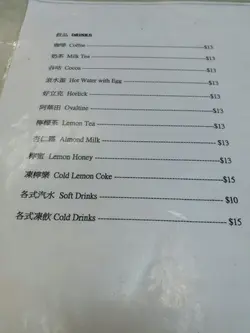 飲品 DRINKS
咖啡 Coffee $13
奶茶 Milk Tea $13
谷咕 Cocoa $13
滾水蛋 Hot Water with Egg $13
好立克 Horlick $13
阿華田 Ovaltine $13
檸檬茶 Lemon Tea $13
杏仁霜 Almond Milk $13
檸蜜 Lemon Honey $13
凍檸樂 Cold Lemon Coke $15
各式汽水 Soft Drinks $10
各式凍飲 Cold Drinks $15